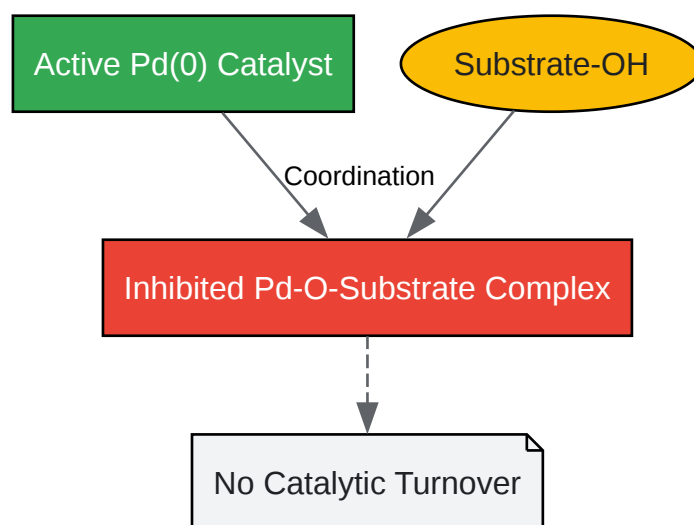 Active Pd(0) Catalyst
Substrate-OH
Coordination
Inhibited Pd-O-Substrate Complex
No Catalytic Turnover